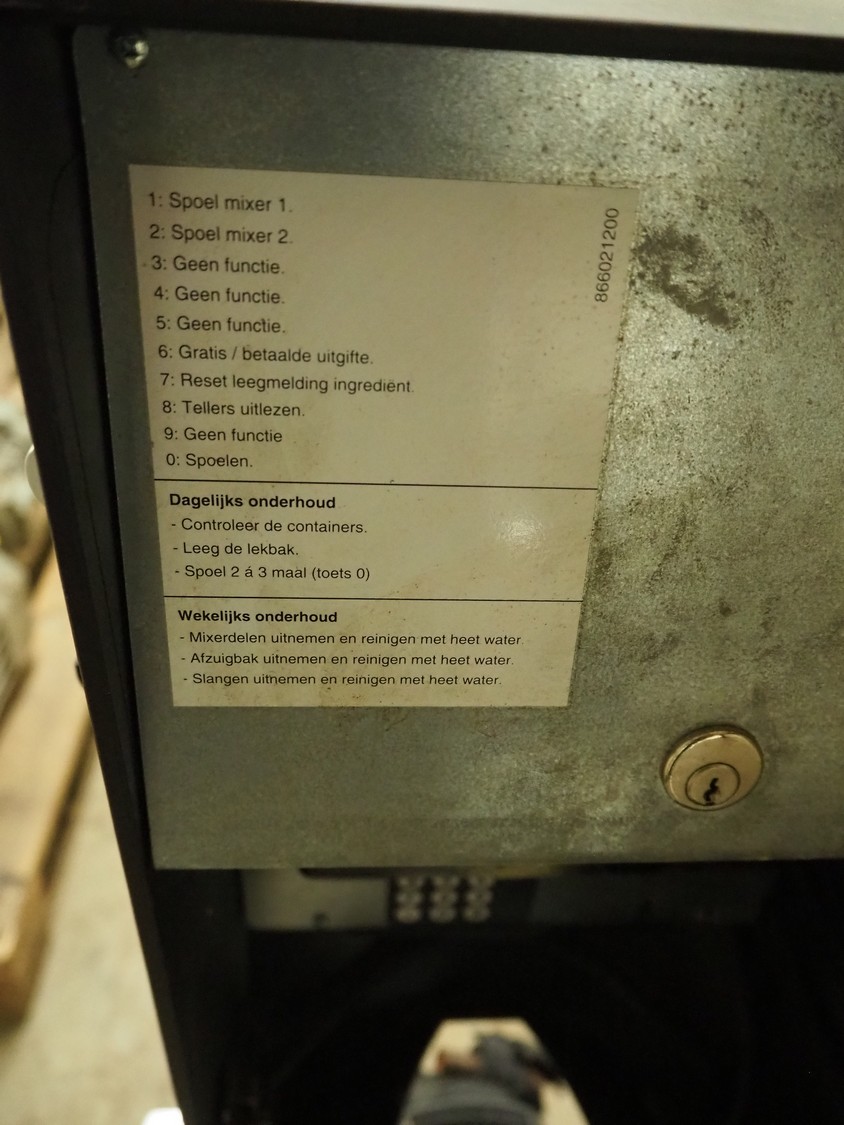 1: Spoel mixer 1.
2: Spoel mixer 2.
3: Geen functie.
4: Geen functie.
5: Geen functie.
6: Gratis / betaalde uitgifte.
7: Reset leegmelding ingredient.
8: Tellers uitlezen.
9: Geen functie
0: Spoelen.
866021200
Dagelijks onderhoud
- Controleer de containers.
- Leeg de lekbak.
- Spoel 2 á 3 maal (toets 0)
Wekelijks onderhoud
- Mixerdelen uitnemen en reinigen met heet water.
- Afzuigbak uitnemen en reinigen met heet water.
- Slangen uitnemen en reinigen met heet water.